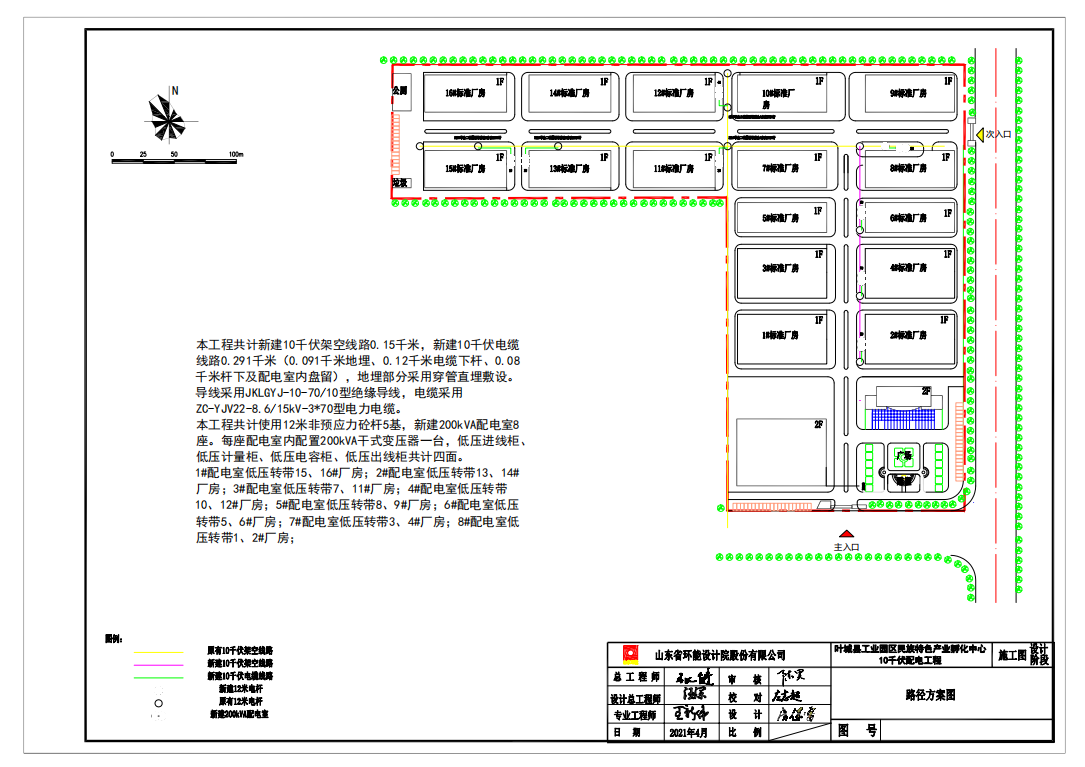 N
0 25 50 100m
公厕
16#标准厂房 1F
14#标准厂房 1F
12#标准厂房 1F
10#标准厂房 1F
9#标准厂房 1F
次入口
15#标准厂房 1F
13#标准厂房 1F
11#标准厂房 1F
7#标准厂房 1F
8#标准厂房 1F
垃圾
5#标准厂房 1F
6#标准厂房 1F
3#标准厂房 1F
4#标准厂房 1F
1#标准厂房 1F
2#标准厂房 1F
2F
2F
广场
主入口
本工程共计新建10千伏架空线路0.15千米，新建10千伏电缆
线路0.291千米（0.091千米地埋、0.12千米电缆下杆、0.08
千米杆下及配电室内盘留），地埋部分采用穿管直埋敷设。
导线采用JKLGYJ-10-70/10型绝缘导线，电缆采用
ZC-YJV22-8.6/15kV-3*70型电力电缆。
本工程共计使用12米非预应力砼杆5基，新建200kVA配电室8
座。每座配电室内配置200kVA干式变压器一台，低压进线柜、
低压计量柜、低压电容柜、低压出线柜共计四面。
1#配电室低压转带15、16#厂房；2#配电室低压转带13、14#
厂房；3#配电室低压转带7、11#厂房；4#配电室低压转带
10、12#厂房；5#配电室低压转带8、9#厂房；6#配电室低压
转带5、6#厂房；7#配电室低压转带3、4#厂房；8#配电室低
压转带1、2#厂房；
图例：
原有10千伏架空线路
新建10千伏架空线路
新建10千伏电缆线路
新建12米电杆
原有12米电杆
新建200kVA配电室
山东省环能设计院股份有限公司
叶城县工业园区民族特色产业孵化中心
10千伏配电工程
施工图 设计阶段
总工程师 审核
设计总工程师 校对
专业工程师 设计
日期 2021年4月 比例
路径方案图
图号